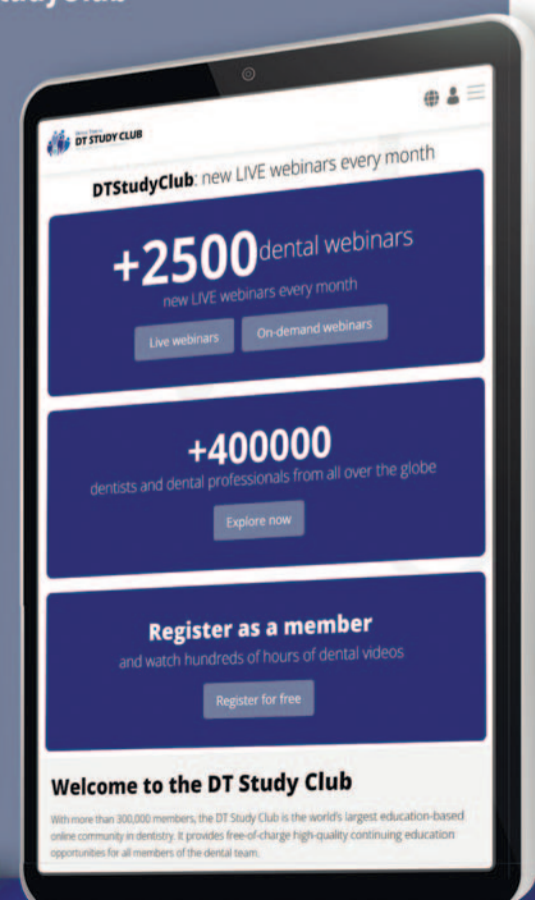 DT STUDY CLUB
DTStudyClub: new LIVE webinars every month
+2500 dental webinars
new LIVE webinars every month
Live webinars
On-demand webinars
+400000
dentists and dental professionals from all over the globe
Explore now
Register as a member
and watch hundreds of hours of dental videos
Register for free
Welcome to the DT Study Club
With more than 300,000 members, the DT Study Club is the world's largest education-based
online community in dentistry. It provides free-of-charge high-quality continuing education
opportunities for all members of the dental team.